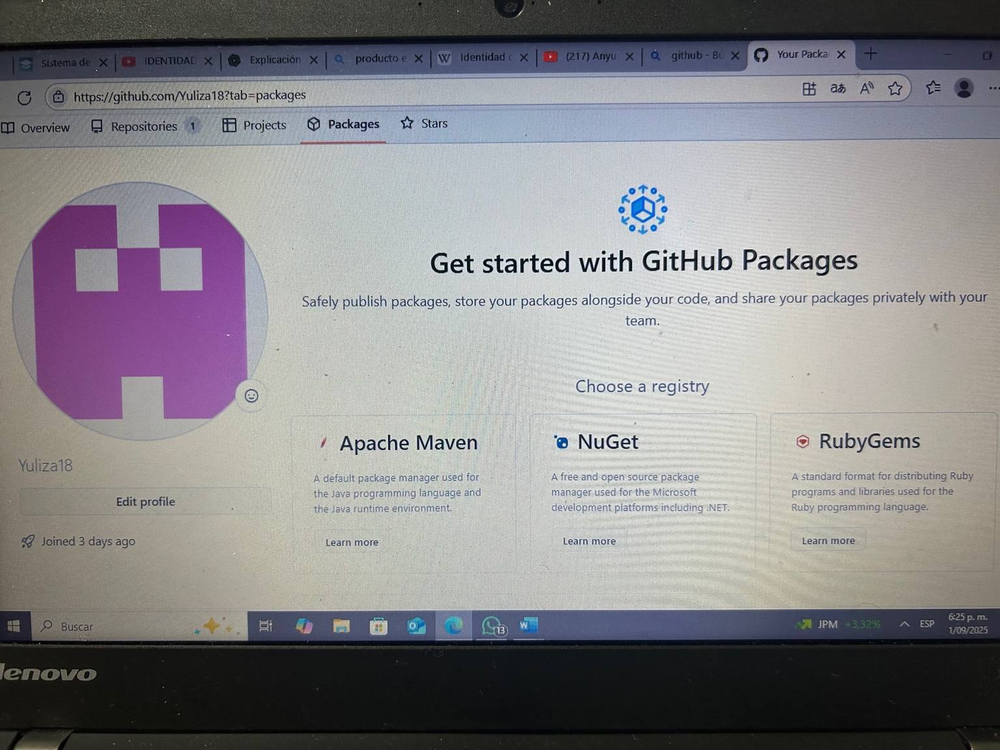 Sistema de
IDENTIDAD
Explicación
producto e
Identidad c
(217) Anyu
github - Bú
Your Packa
https://github.com/Yuliza18?tab=packages
Overview
Repositories 1
Projects
Packages
Stars
Get started with GitHub Packages
Safely publish packages, store your packages alongside your code, and share your packages privately with your
team.
Choose a registry
Yuliza18
Edit profile
Joined 3 days ago
Apache Maven
A default package manager used for
the Java programming language and
the Java runtime environment.
Learn more
NuGet
A free and open source package
manager used for the Microsoft
development platforms including .NET.
Learn more
RubyGems
A standard format for distributing Ruby
programs and libraries used for the
Ruby programming language.
Learn more
Buscar
13
JPM +3,32%
ESP
6:25 p. m.
1/09/2025
lenovo